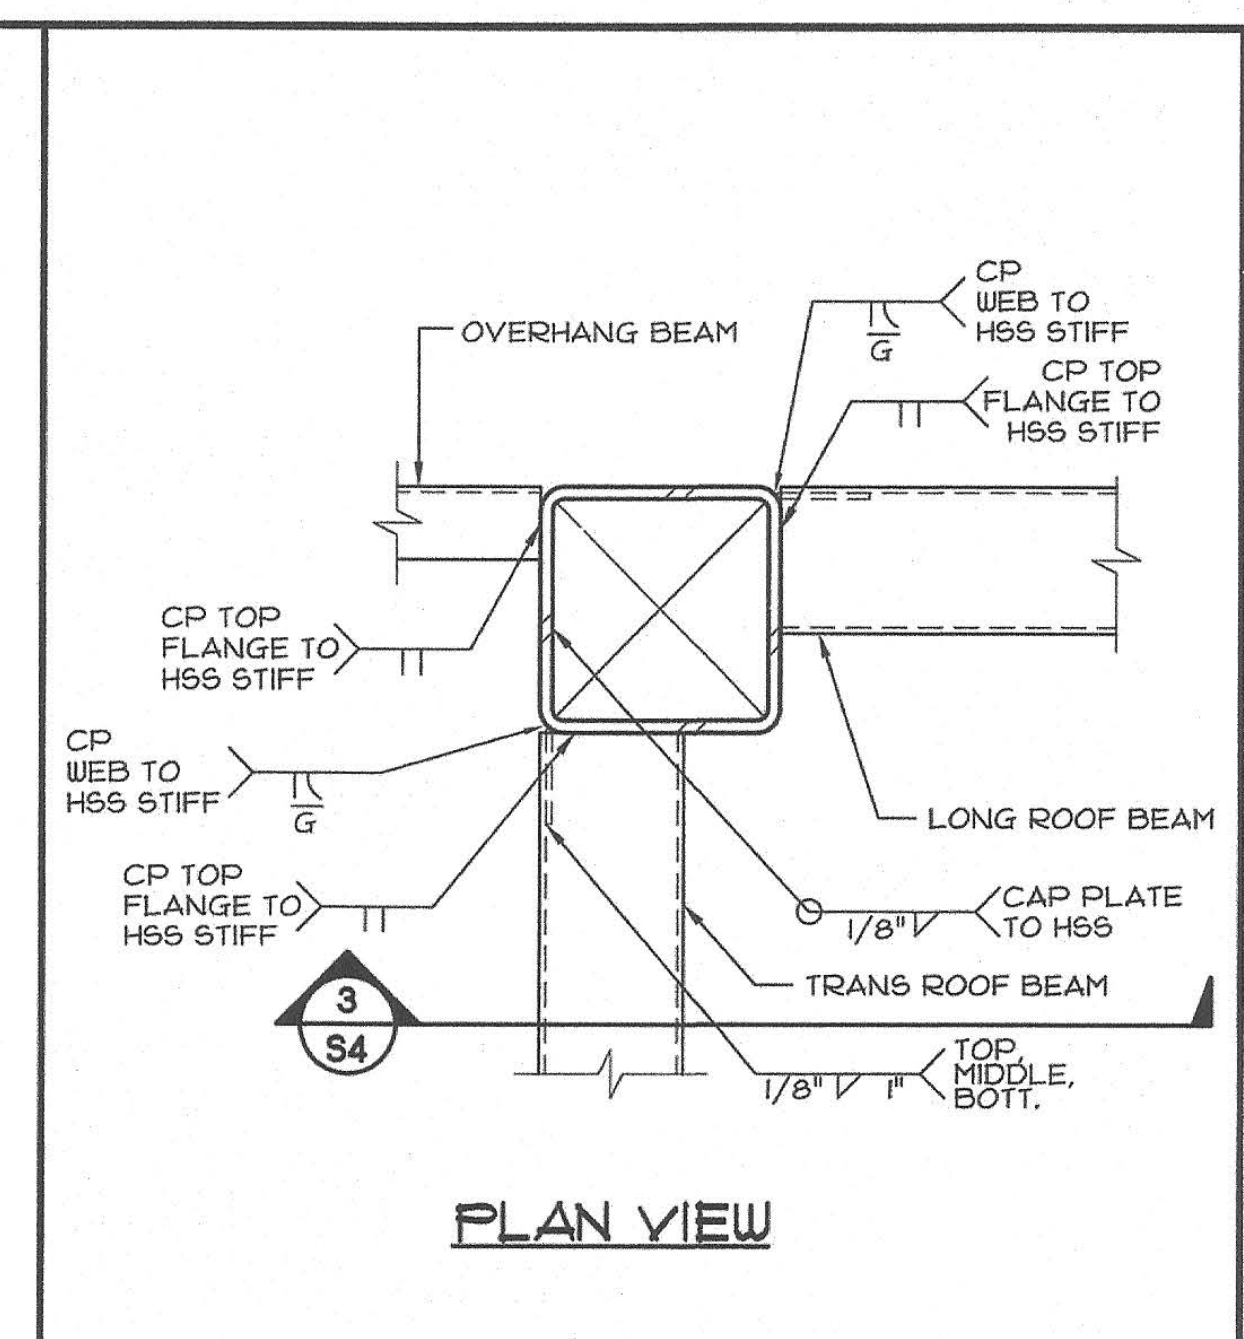 CP
WEB TO
HSS STIFF
G
OVERHANG BEAM
CP TOP
FLANGE TO
HSS STIFF
CP TOP
FLANGE TO
HSS STIFF
CP
WEB TO
HSS STIFF
G
LONG ROOF BEAM
CP TOP
FLANGE TO
HSS STIFF
1/8"
CAP PLATE
TO HSS
TRANS ROOF BEAM
3
S4
1/8" 1"
TOP,
MIDDLE,
BOTT.
PLAN VIEW